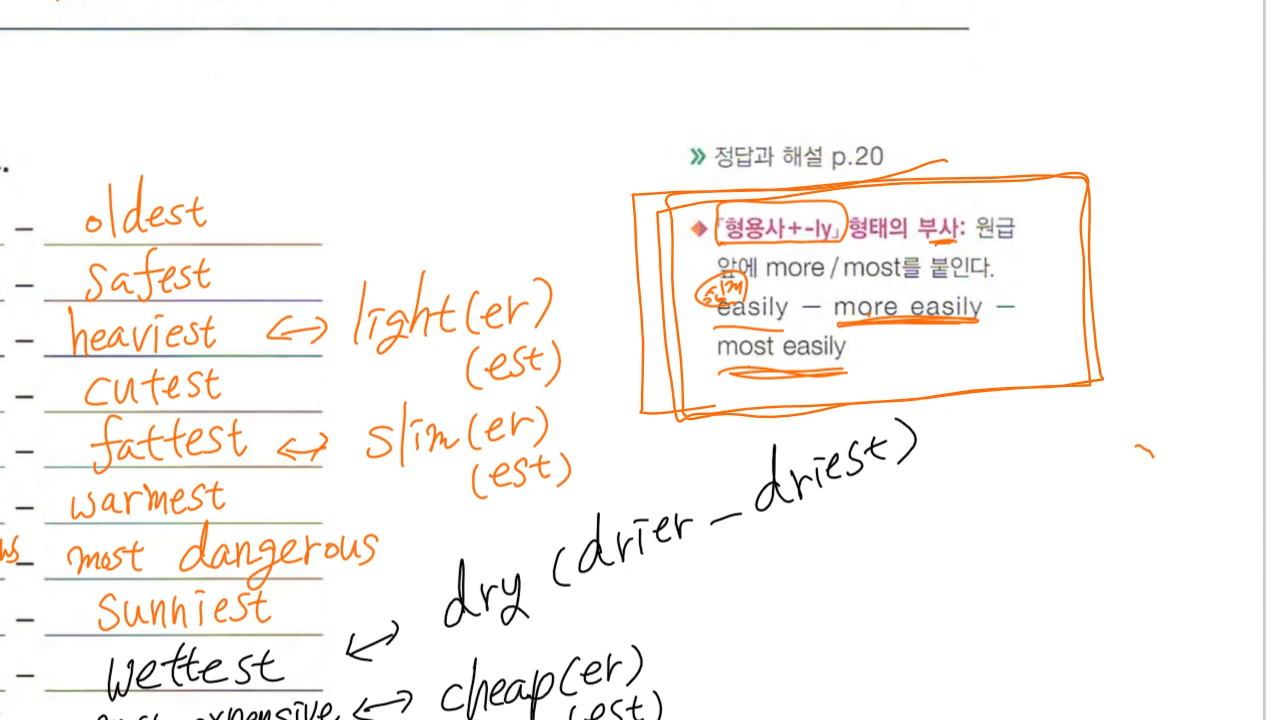 » 정답과 해설 p.20
oldest
safest
heaviest ↔ light(er)
(est)
cutest
fattest ↔ slim(er)
(est)
warmest
most dangerous
sunniest
wettest ↔ dry (drier – driest)
expensive ↔ cheap(er)
(est)
◆ 「형용사+-ly」 형태의 부사: 원급
앞에 more / most를 붙인다.
easily – more easily –
most easily